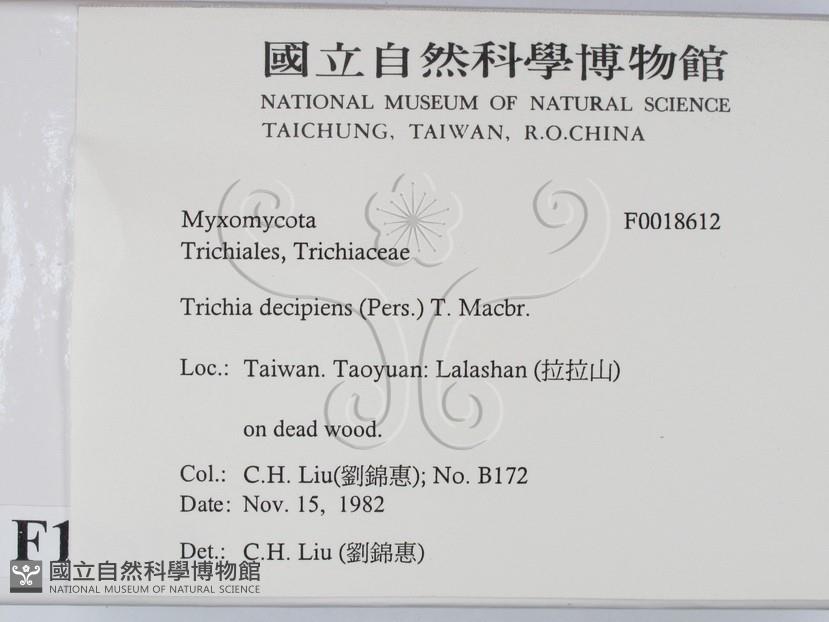 國立自然科學博物館
NATIONAL MUSEUM OF NATURAL SCIENCE
TAICHUNG, TAIWAN, R.O.CHINA
Myxomycota F0018612
Trichiales, Trichiaceae
Trichia decipiens (Pers.) T. Macbr.
Loc.: Taiwan. Taoyuan: Lalashan (拉拉山)
on dead wood.
Col.: C.H. Liu(劉錦惠); No. B172
Date: Nov. 15, 1982
Det.: C.H. Liu (劉錦惠)
F1
國立自然科學博物館
NATIONAL MUSEUM OF NATURAL SCIENCE